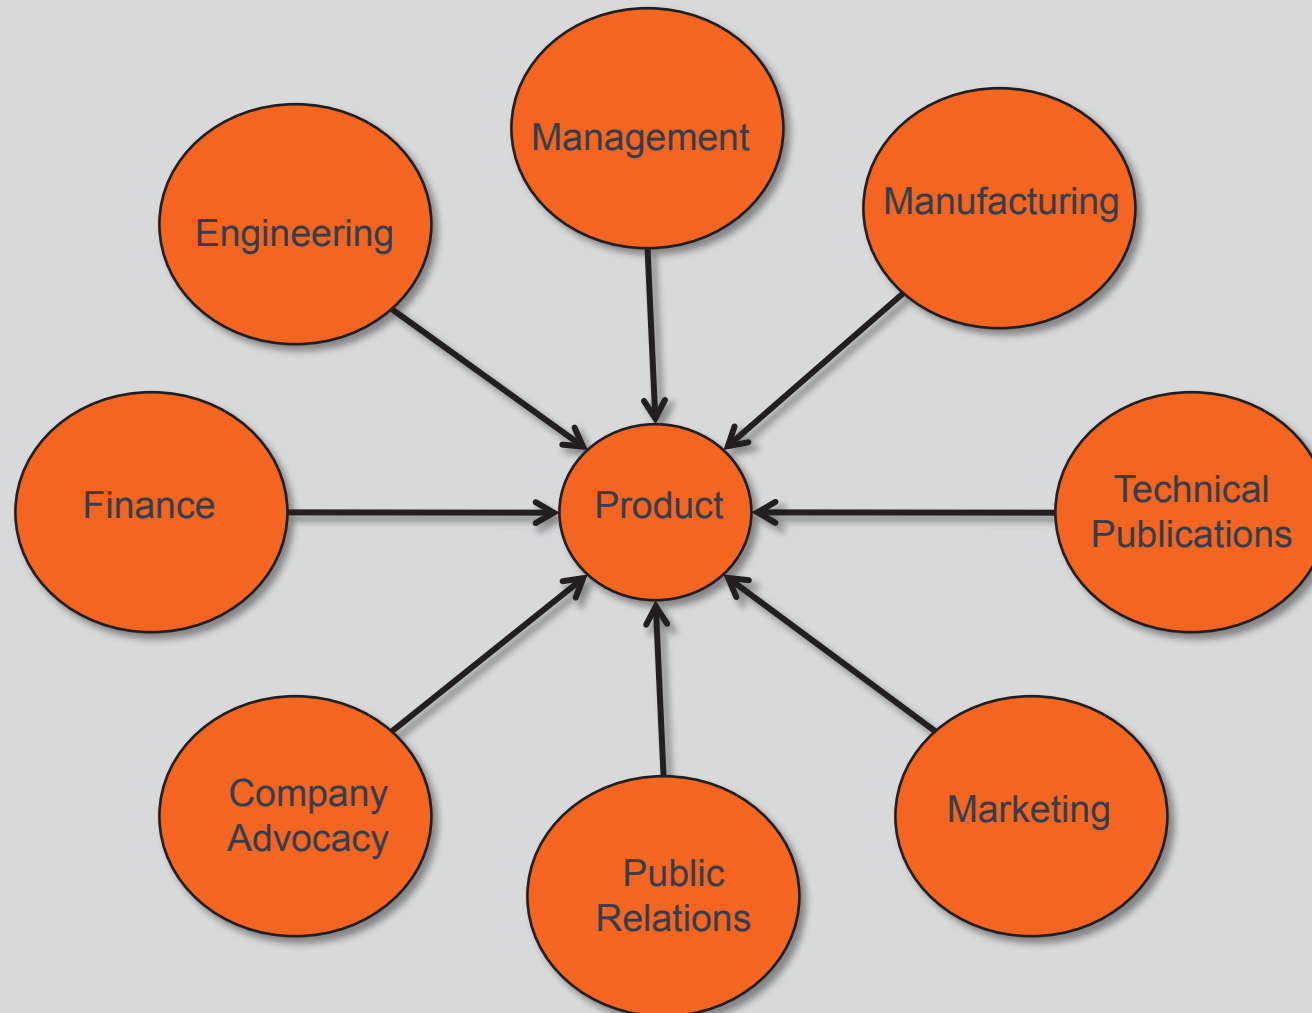 Management
Manufacturing
Engineering
Finance
Product
Technical
Publications
Company
Advocacy
Marketing
Public
Relations